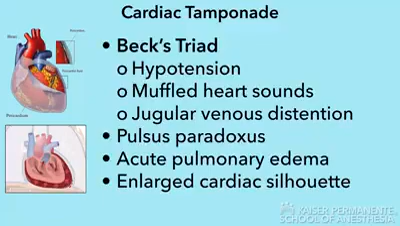 Cardiac Tamponade
• Beck's Triad
o Hypotension
o Muffled heart sounds
o Jugular venous distention
• Pulsus paradoxus
• Acute pulmonary edema
• Enlarged cardiac silhouette
KAISER PERMANENTE
SCHOOL OF ANESTHESIA